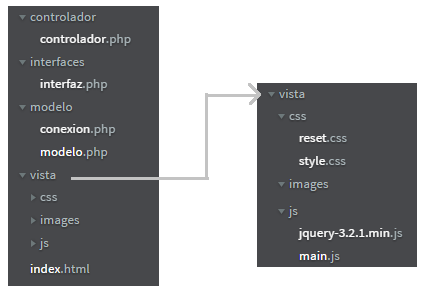 controlador
controlador.php
interfaces
interfaz.php
modelo
conexion.php
modelo.php
vista
css
images
js
index.html
vista
css
reset.css
style.css
images
js
jquery-3.2.1.min.js
main.js